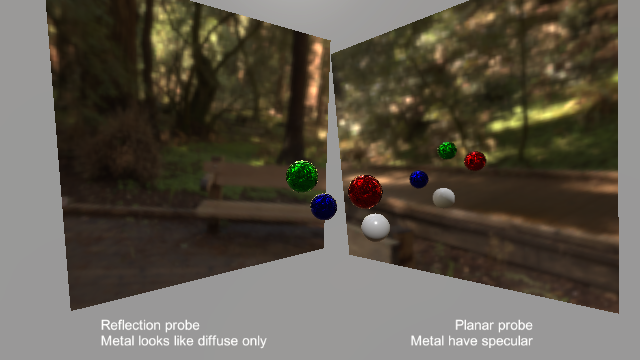 Reflection probe
Metal looks like diffuse only
Planar probe
Metal have specular